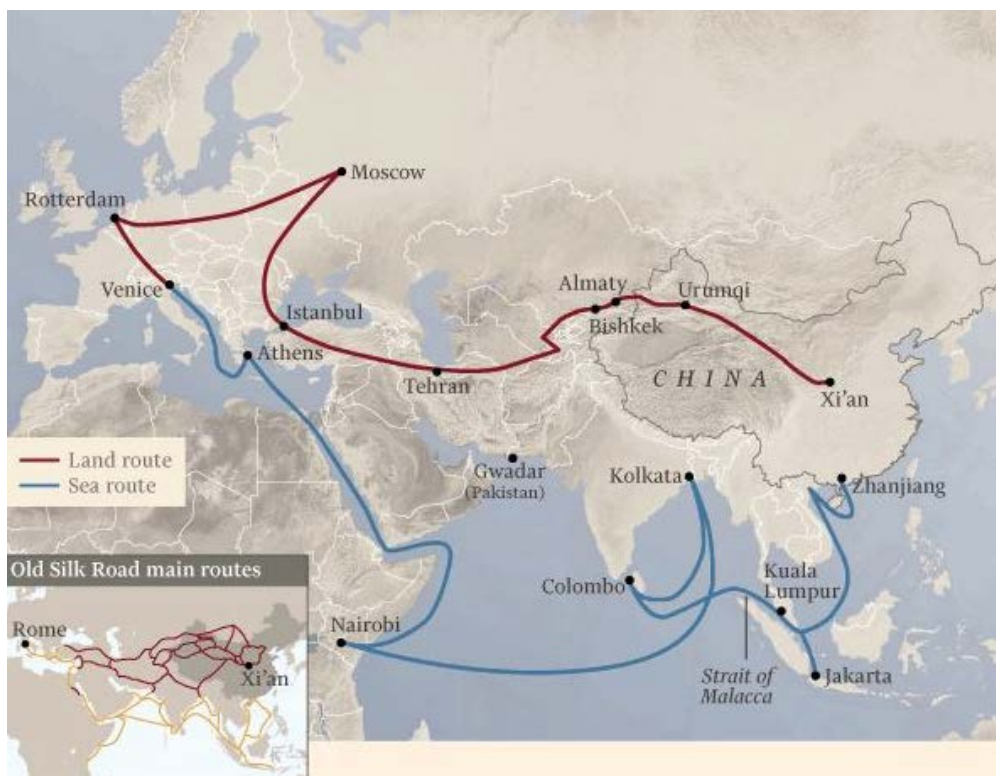 Moscow
Rotterdam
Venice
Istanbul
Athens
Tehran
Almaty
Bishkek
Urumqi
CHINA
Xi'an
Land route
Sea route
Gwadar
(Pakistan)
Kolkata
Zhanjiang
Colombo
Kuala
Lumpur
Nairobi
Strait of
Malacca
Jakarta
Old Silk Road main routes
Rome
Xi'an